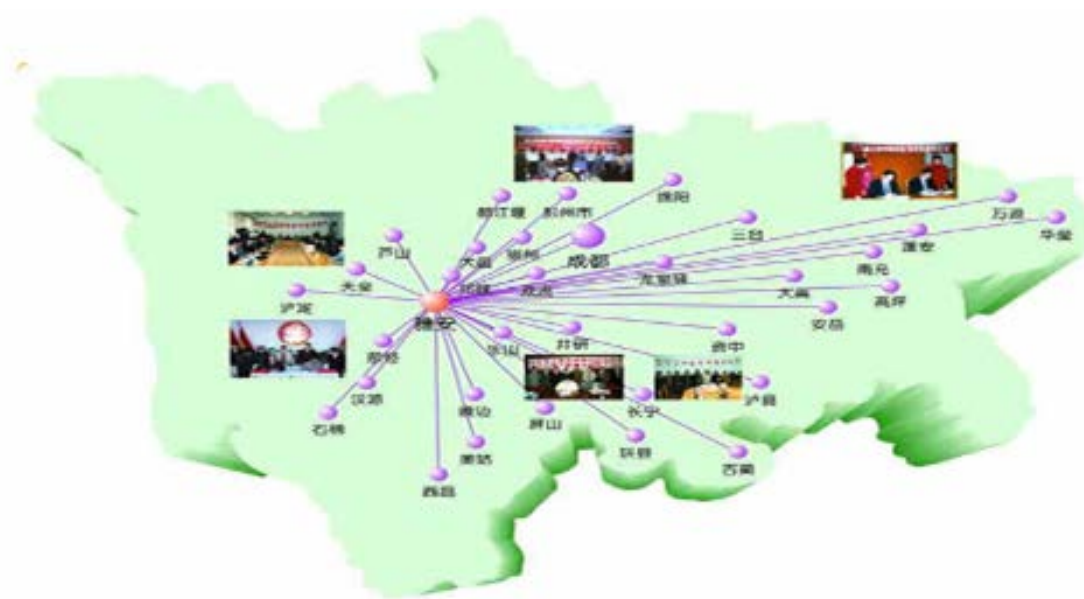 都江堰
彭州市
绵阳
万源
三台
芦山
大邑
崇州
成都
蓬安
华蓥
天全
龙泉驿
南充
泸定
大英
高坪
雅安
安岳
荥经
乐山
井研
资中
汉源
石棉
峨边
屏山
长宁
泸县
美姑
珙县
古蔺
西昌